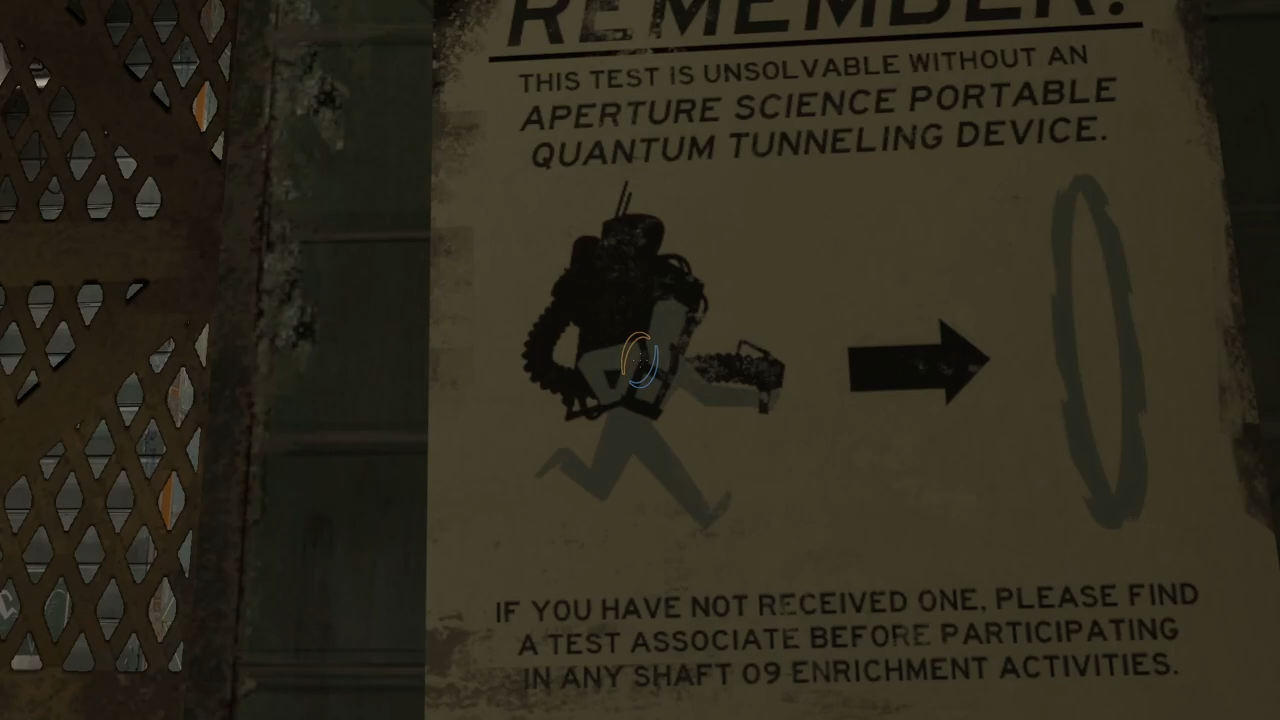 REMEMBER!
THIS TEST IS UNSOLVABLE WITHOUT AN
APERTURE SCIENCE PORTABLE
QUANTUM TUNNELING DEVICE.
IF YOU HAVE NOT RECEIVED ONE, PLEASE FIND
A TEST ASSOCIATE BEFORE PARTICIPATING
IN ANY SHAFT 09 ENRICHMENT ACTIVITIES.